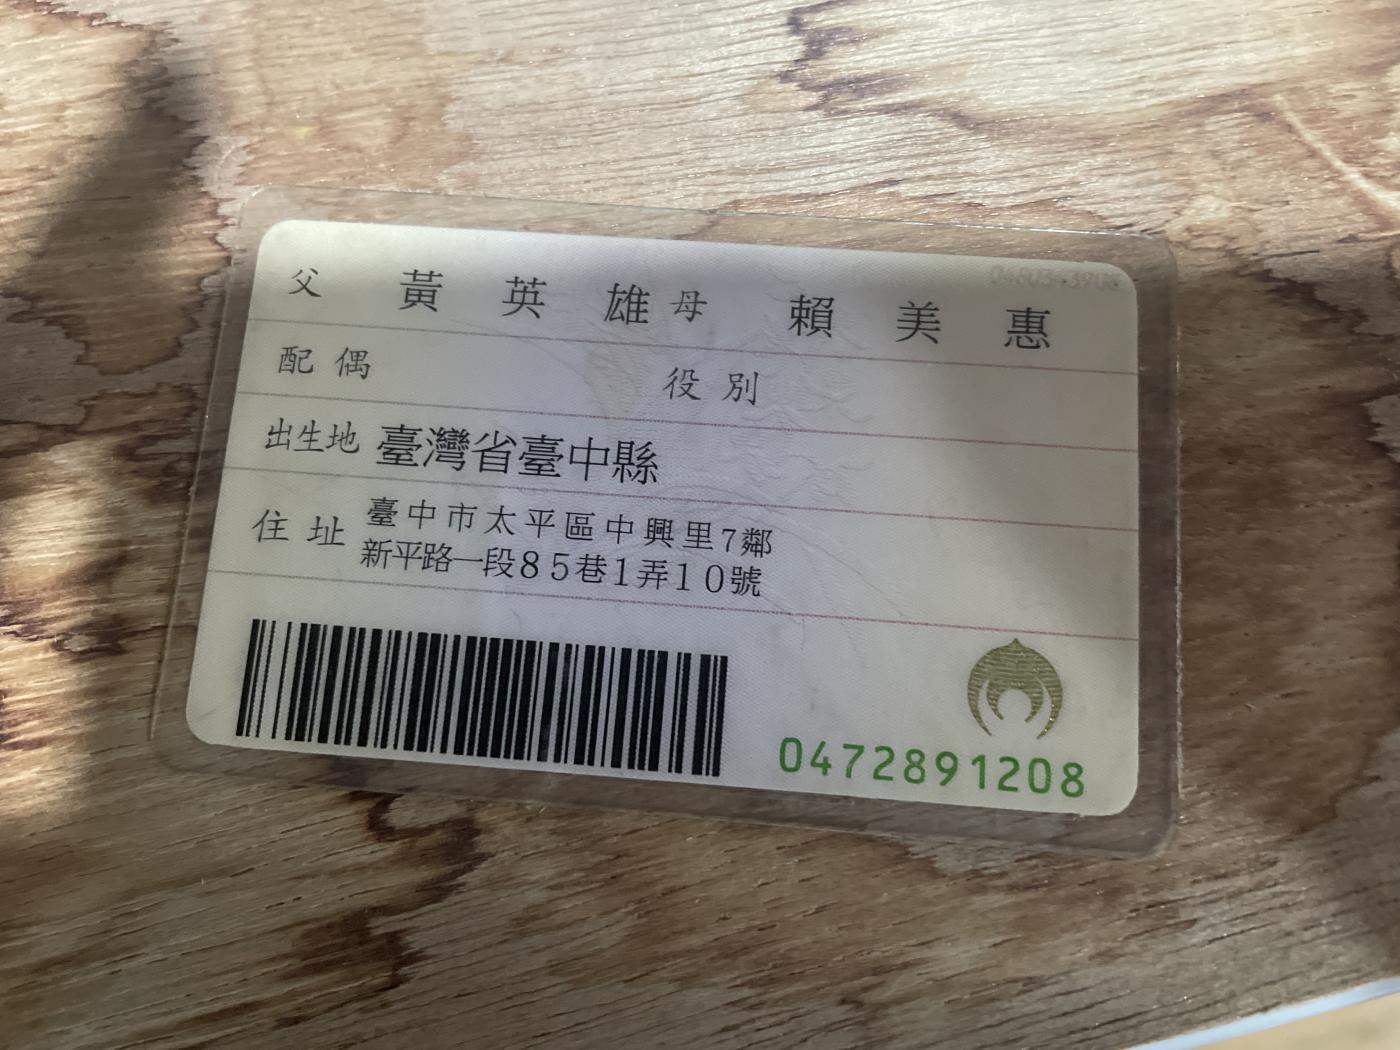 父 黃英雄 母 賴美惠
配偶 役別
出生地 臺灣省臺中縣
住址 臺中市太平區中興里7鄰
新平路一段85巷1弄10號
0472891208